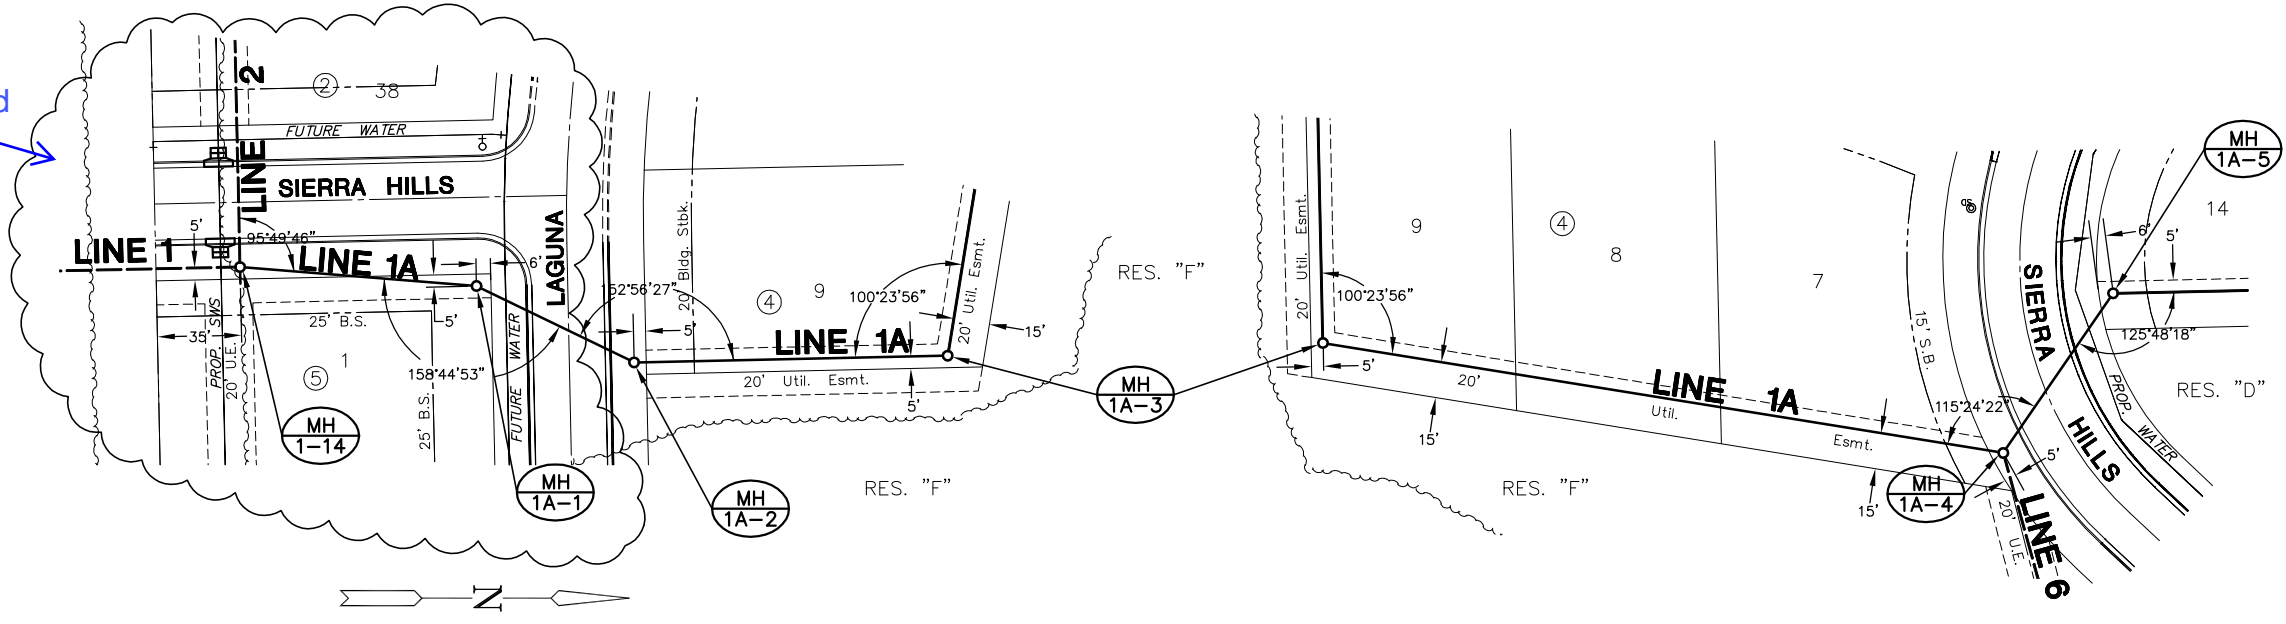 d
LINE 2
2
38
FUTURE WATER
SIERRA HILLS
5'
95°49'46"
LINE 1
LINE 1A
6'
LAGUNA
35'
PROP. SWS
20' U.E.
25' B.S.
5'
1
5
158°44'53"
25' B.S.
FUTURE WATER
MH
1-14
MH
1A-1
152°56'27"
20' Bldg. Stbk.
5'
4
9
100°23'56"
LINE 1A
20' Util. Esmt.
20' Util. Esmt.
15'
5'
MH
1A-2
RES. "F"
RES. "F"
MH
1A-3
20' Util. Esmt.
100°23'56"
5'
9
4
8
7
20'
Util.
Esmt.
LINE 1A
15'
15'
RES. "F"
15' S.B.
115°24'22"
MH
1A-4
5'
20' U.E.
LINE 6
SIERRA HILLS
PROP. WATER
MH
1A-5
14
6'
5'
125°48'18"
RES. "D"
N